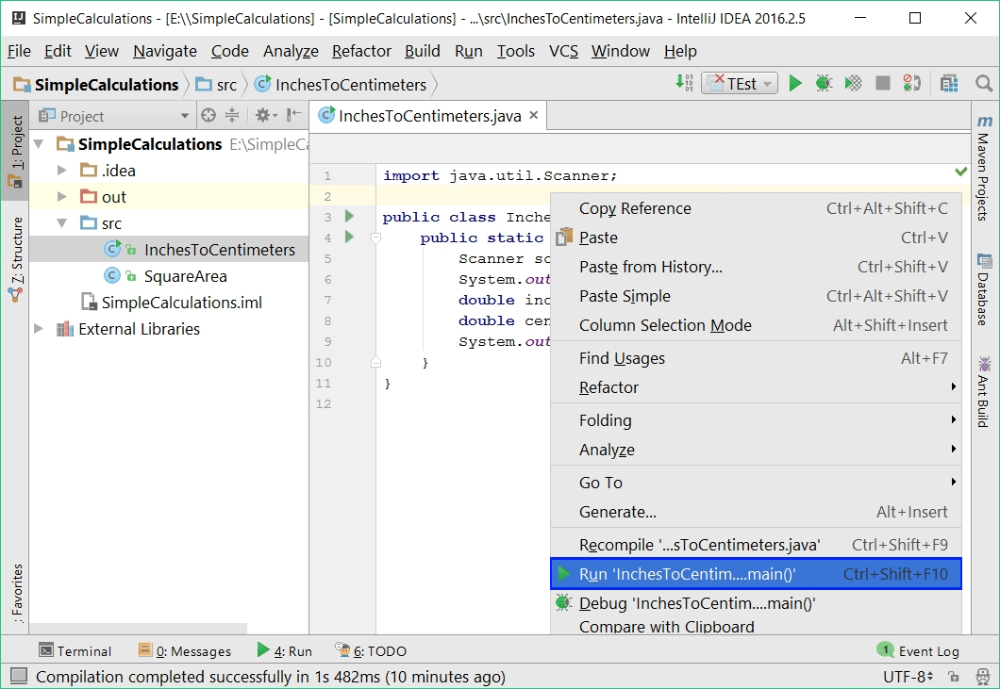 SimpleCalculations - [E:\\SimpleCalculations] - [SimpleCalculations] - ...\src\InchesToCentimeters.java - IntelliJ IDEA 2016.2.5
File Edit View Navigate Code Analyze Refactor Build Run Tools VCS Window Help
SimpleCalculations src InchesToCentimeters
TEst
1: Project
Z: Structure
: Favorites
Project
SimpleCalculations E:\SimpleCa
.idea
out
src
InchesToCentimeters
SquareArea
SimpleCalculations.iml
External Libraries
InchesToCentimeters.java
1 import java.util.Scanner;
2
3 public class Inche
4 public static
5 Scanner sc
6 System.out
7 double inc
8 double cen
9 System.out
10 }
11 }
12
Copy Reference Ctrl+Alt+Shift+C
Paste Ctrl+V
Paste from History... Ctrl+Shift+V
Paste Simple Ctrl+Alt+Shift+V
Column Selection Mode Alt+Shift+Insert
Find Usages Alt+F7
Refactor
Folding
Analyze
Go To
Generate... Alt+Insert
Recompile '...sToCentimeters.java' Ctrl+Shift+F9
Run 'InchesToCentim....main()' Ctrl+Shift+F10
Debug 'InchesToCentim....main()'
Compare with Clipboard
m Maven Projects
Database
Ant Build
Terminal 0: Messages 4: Run 6: TODO 1 Event Log
Compilation completed successfully in 1s 482ms (10 minutes ago) UTF-8